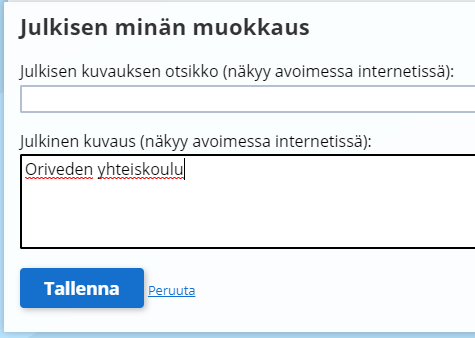 Julkisen minän muokkaus
Julkisen kuvauksen otsikko (näkyy avoimessa internetissä):
Julkinen kuvaus (näkyy avoimessa internetissä):
Oriveden yhteiskoulu
Tallenna Peruuta